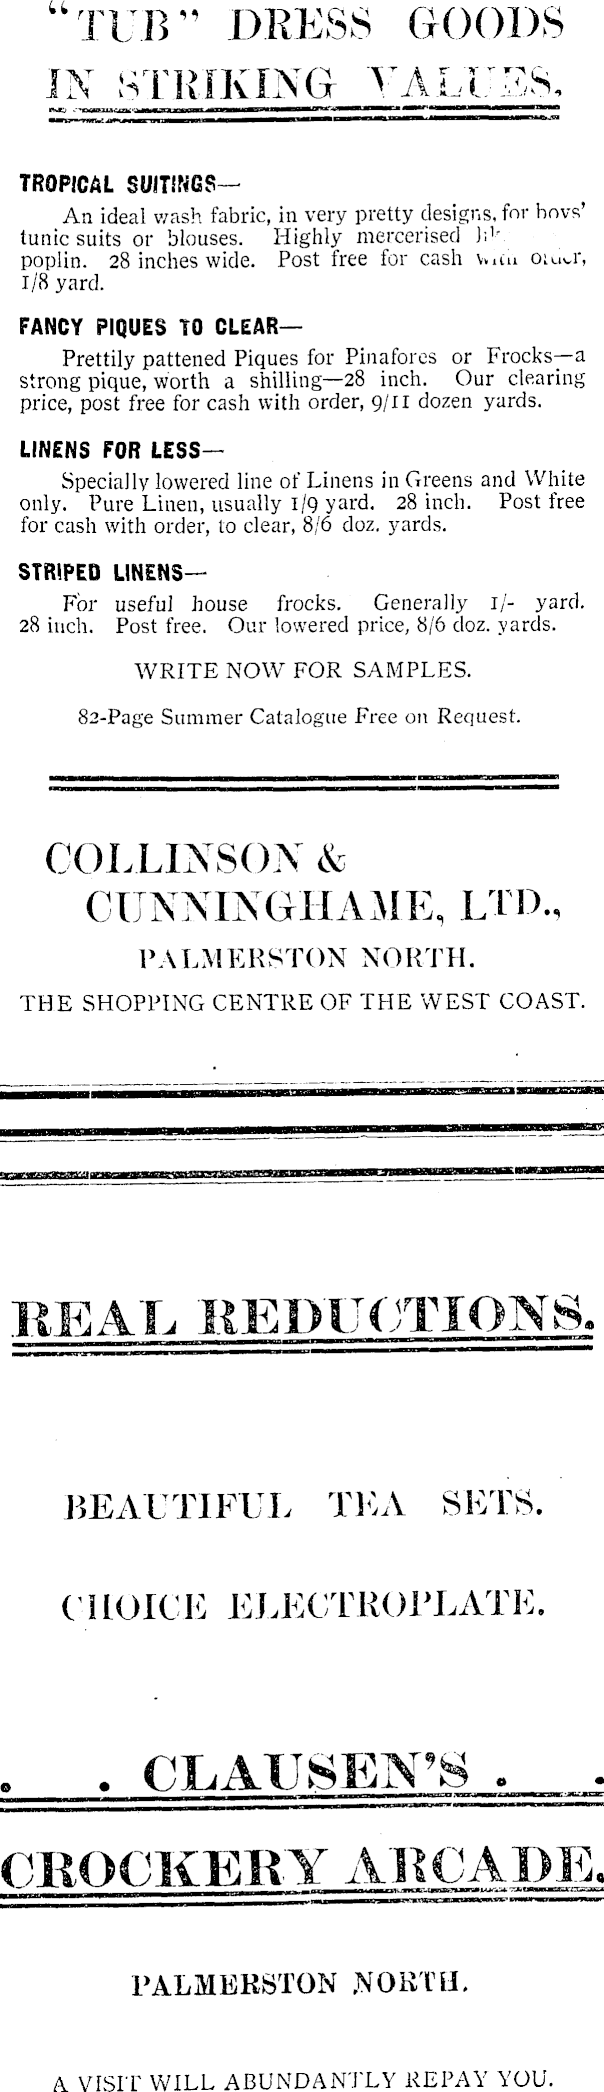 "TUB" DRESS GOODS
IN STRIKING VALUES.
TROPICAL SUITINGS—
An ideal wash fabric, in very pretty designs, for boys'
tunic suits or blouses. Highly mercerised
poplin. 28 inches wide. Post free for cash with order,
1/8 yard.
FANCY PIQUES TO CLEAR—
Prettily pattened Piques for Pinafores or Frocks—a
strong pique, worth a shilling—28 inch. Our clearing
price, post free for cash with order, 9/11 dozen yards.
LINENS FOR LESS—
Specially lowered line of Linens in Greens and White
only. Pure Linen, usually 1/9 yard. 28 inch. Post free
for cash with order, to clear, 8/6 doz. yards.
STRIPED LINENS—
For useful house frocks. Generally 1/- yard.
28 inch. Post free. Our lowered price, 8/6 doz. yards.
WRITE NOW FOR SAMPLES.
82-Page Summer Catalogue Free on Request.
COLLINSON &
CUNNINGHAME, LTD.,
PALMERSTON NORTH.
THE SHOPPING CENTRE OF THE WEST COAST.
REAL REDUCTIONS.
BEAUTIFUL TEA SETS.
CHOICE ELECTROPLATE.
. . CLAUSEN'S . .
CROCKERY ARCADE.
PALMERSTON NORTH.
A VISIT WILL ABUNDANTLY REPAY YOU.